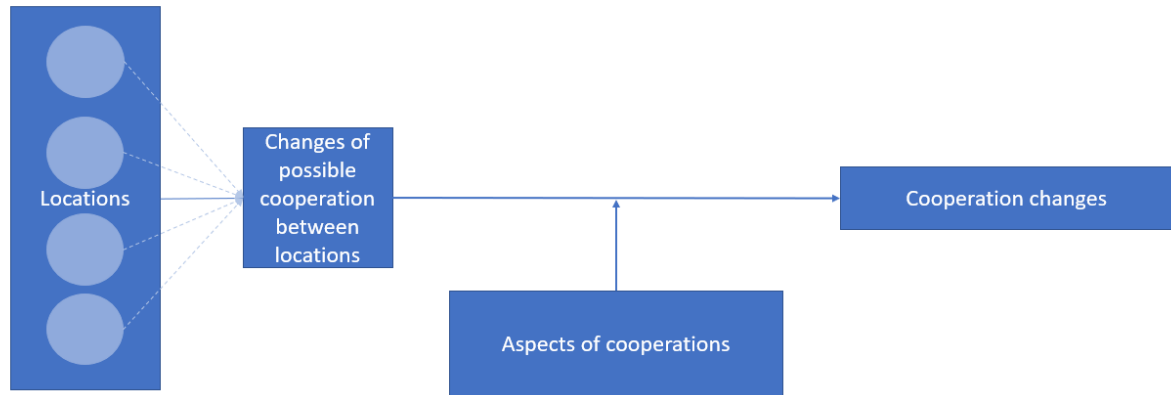 Locations
Changes of
possible
cooperation
between
locations
Cooperation changes
Aspects of cooperations